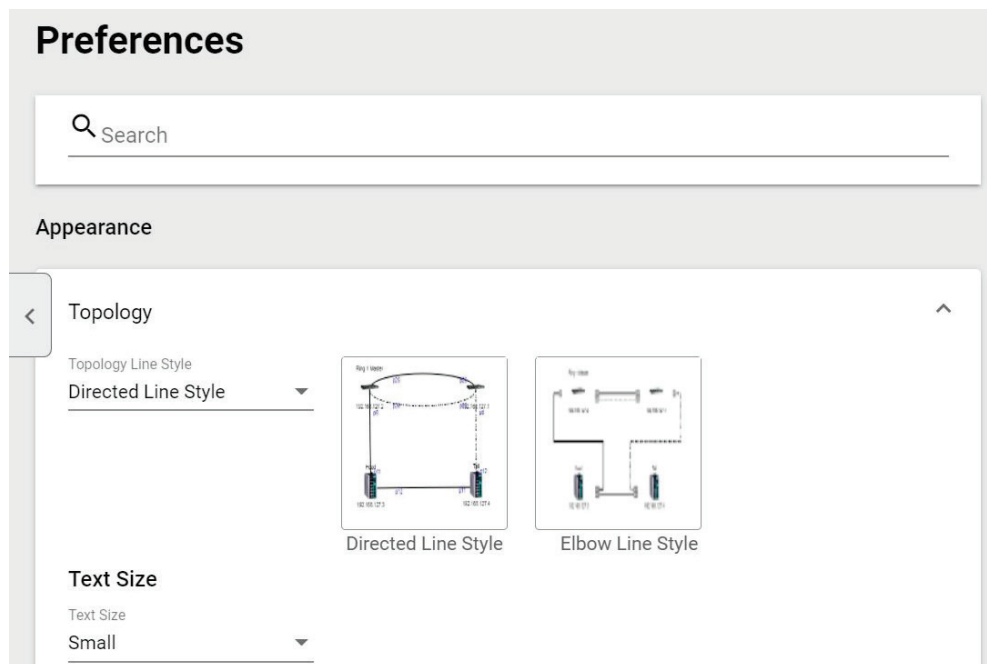 Preferences
Search
Appearance
Topology
Topology Line Style
Directed Line Style
Directed Line Style
Elbow Line Style
Text Size
Text Size
Small